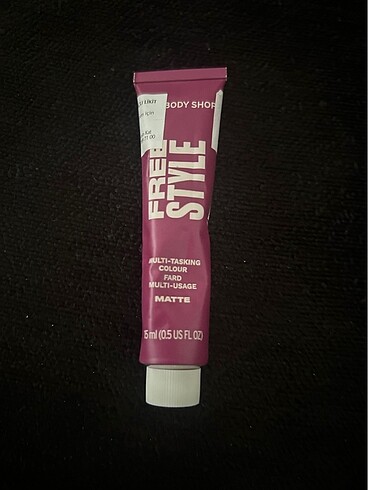 BODY SHOP
FREE
STYLE
MULTI-TASKING
COLOUR
FARD
MULTI-USAGE
MATTE
15 ml (0.5 US FL OZ)